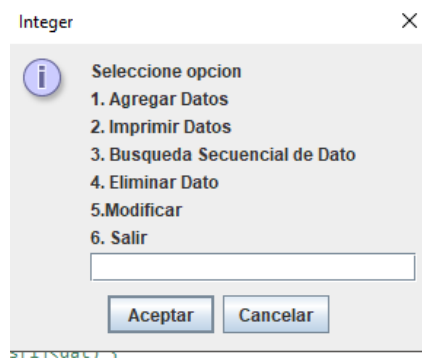 Integer
Seleccione opcion
1. Agregar Datos
2. Imprimir Datos
3. Busqueda Secuencial de Dato
4. Eliminar Dato
5.Modificar
6. Salir
Aceptar Cancelar